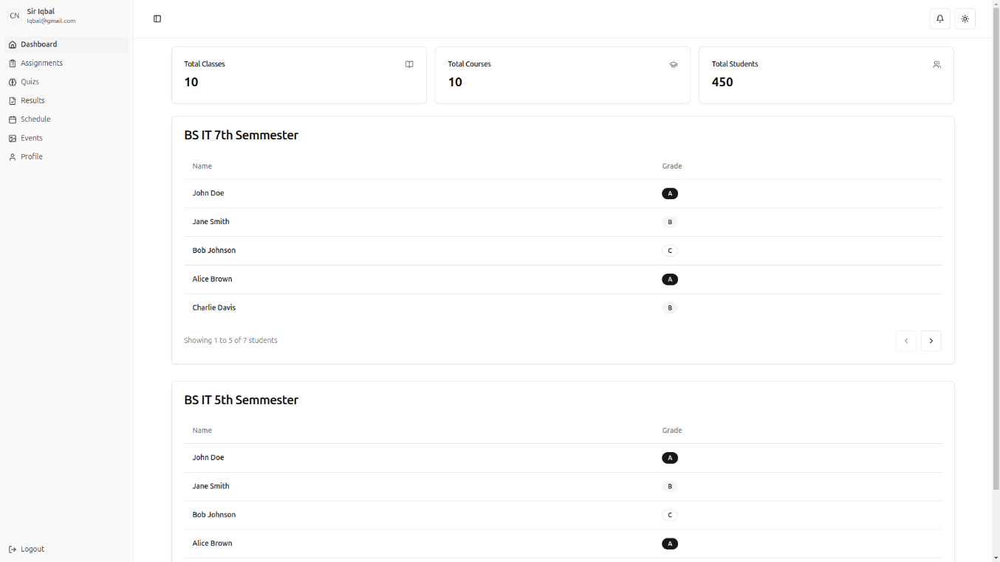 CN
Sir Iqbal
Iqbal@gmail.com
Dashboard
Assignments
Quizs
Results
Schedule
Events
Profile
Logout
Total Classes
10
Total Courses
10
Total Students
450
BS IT 7th Semmester
Name Grade
John Doe A
Jane Smith B
Bob Johnson C
Alice Brown A
Charlie Davis B
Showing 1 to 5 of 7 students
BS IT 5th Semmester
Name Grade
John Doe A
Jane Smith B
Bob Johnson C
Alice Brown A